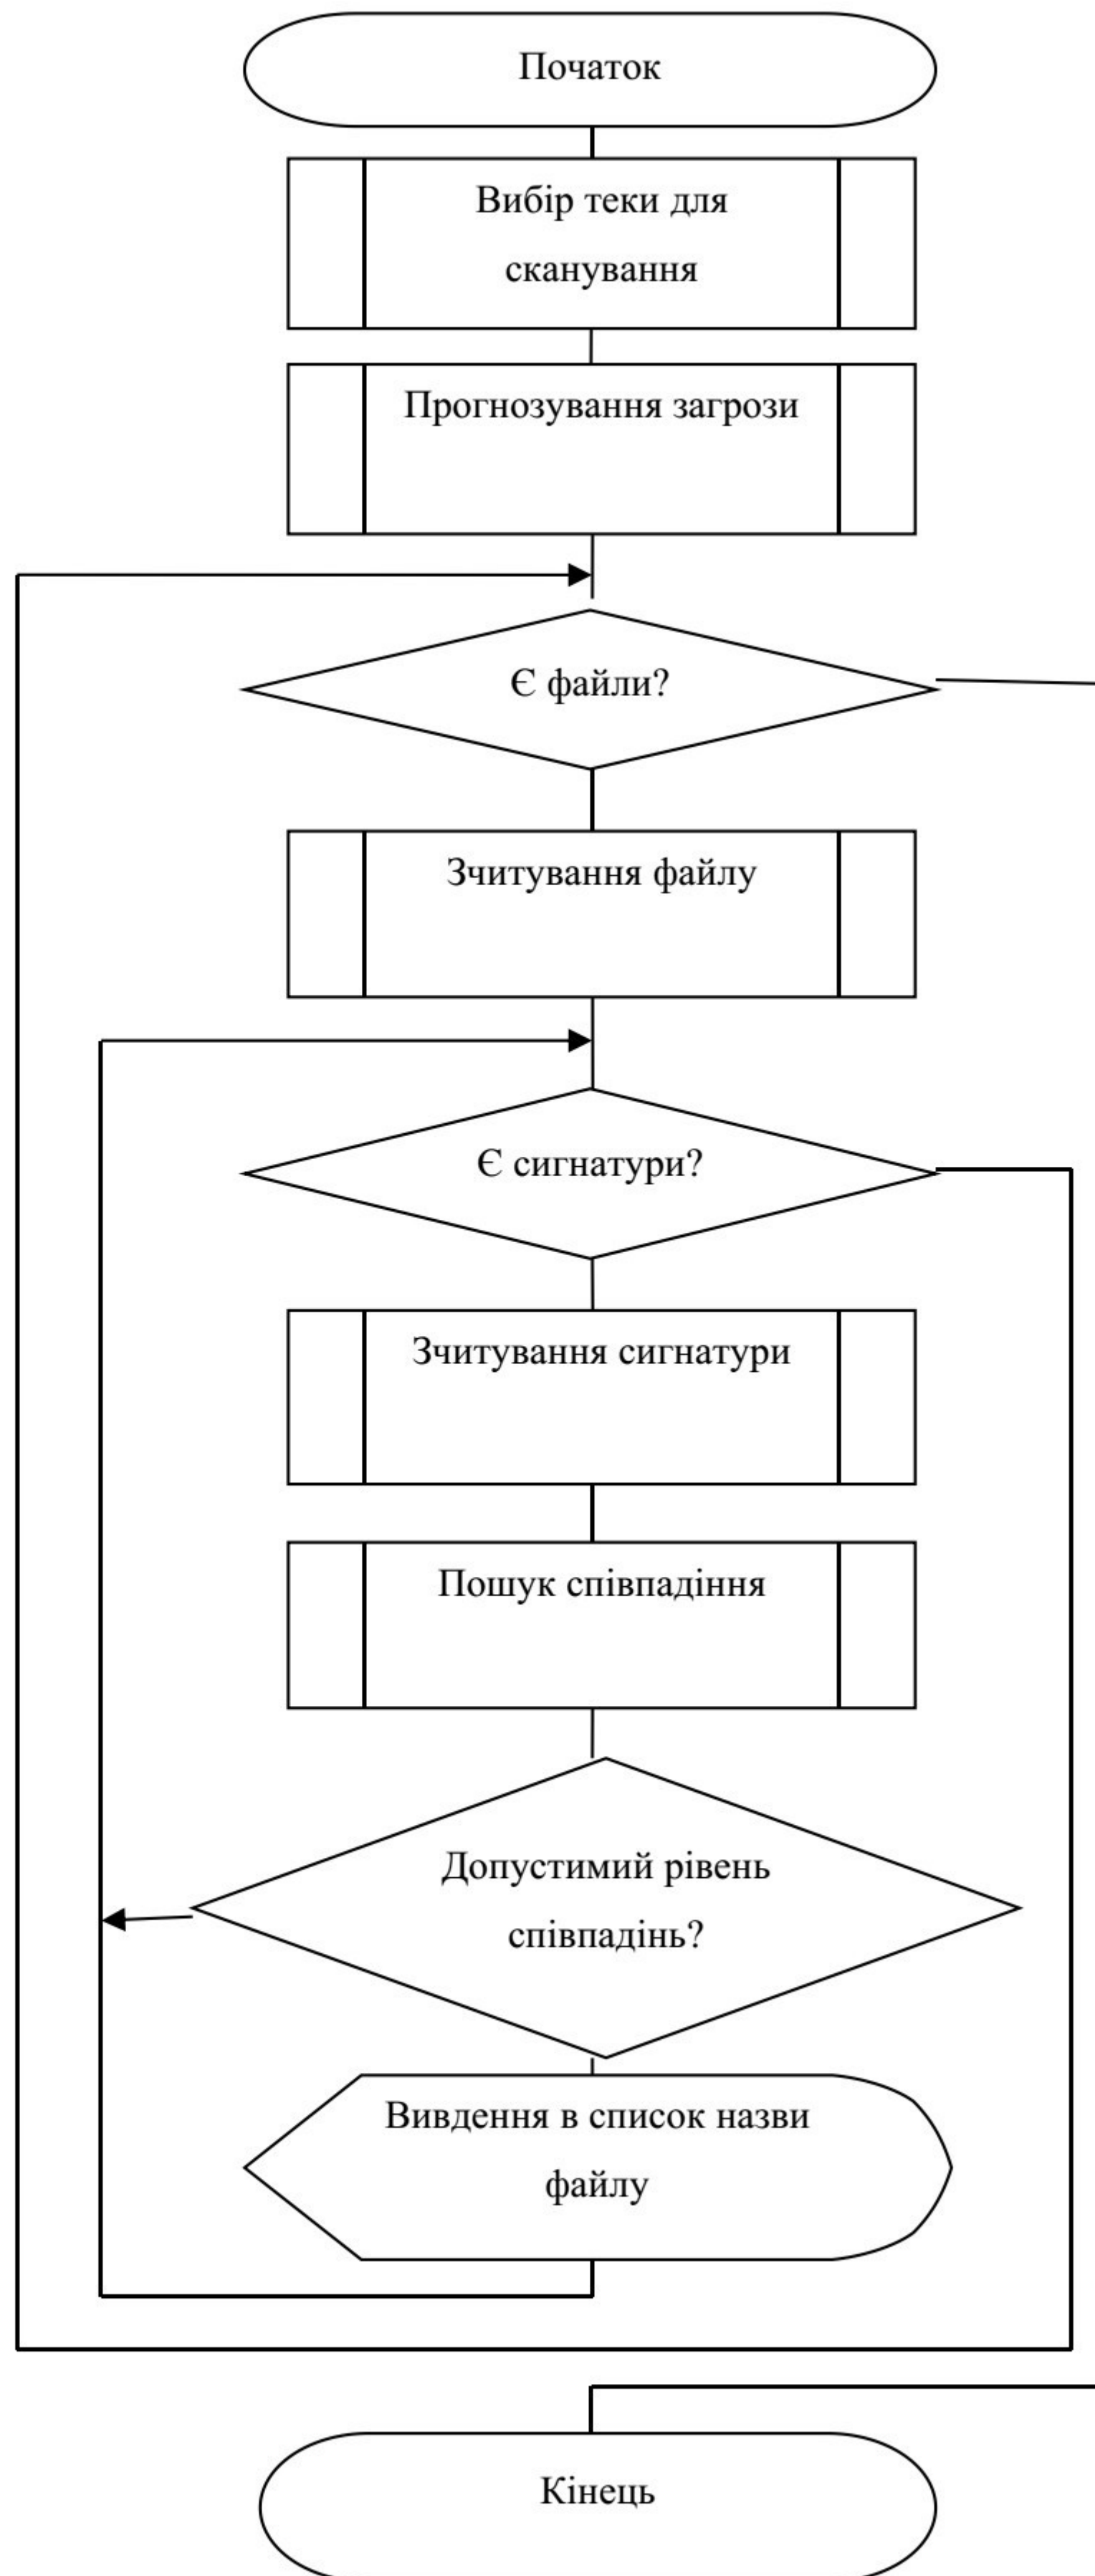 Початок
Вибір теки для
сканування
Прогнозування загрози
Є файли?
Зчитування файлу
Є сигнатури?
Зчитування сигнатури
Пошук співпадіння
Допустимий рівень
співпадінь?
Вивдення в список назви
файлу
Кінець